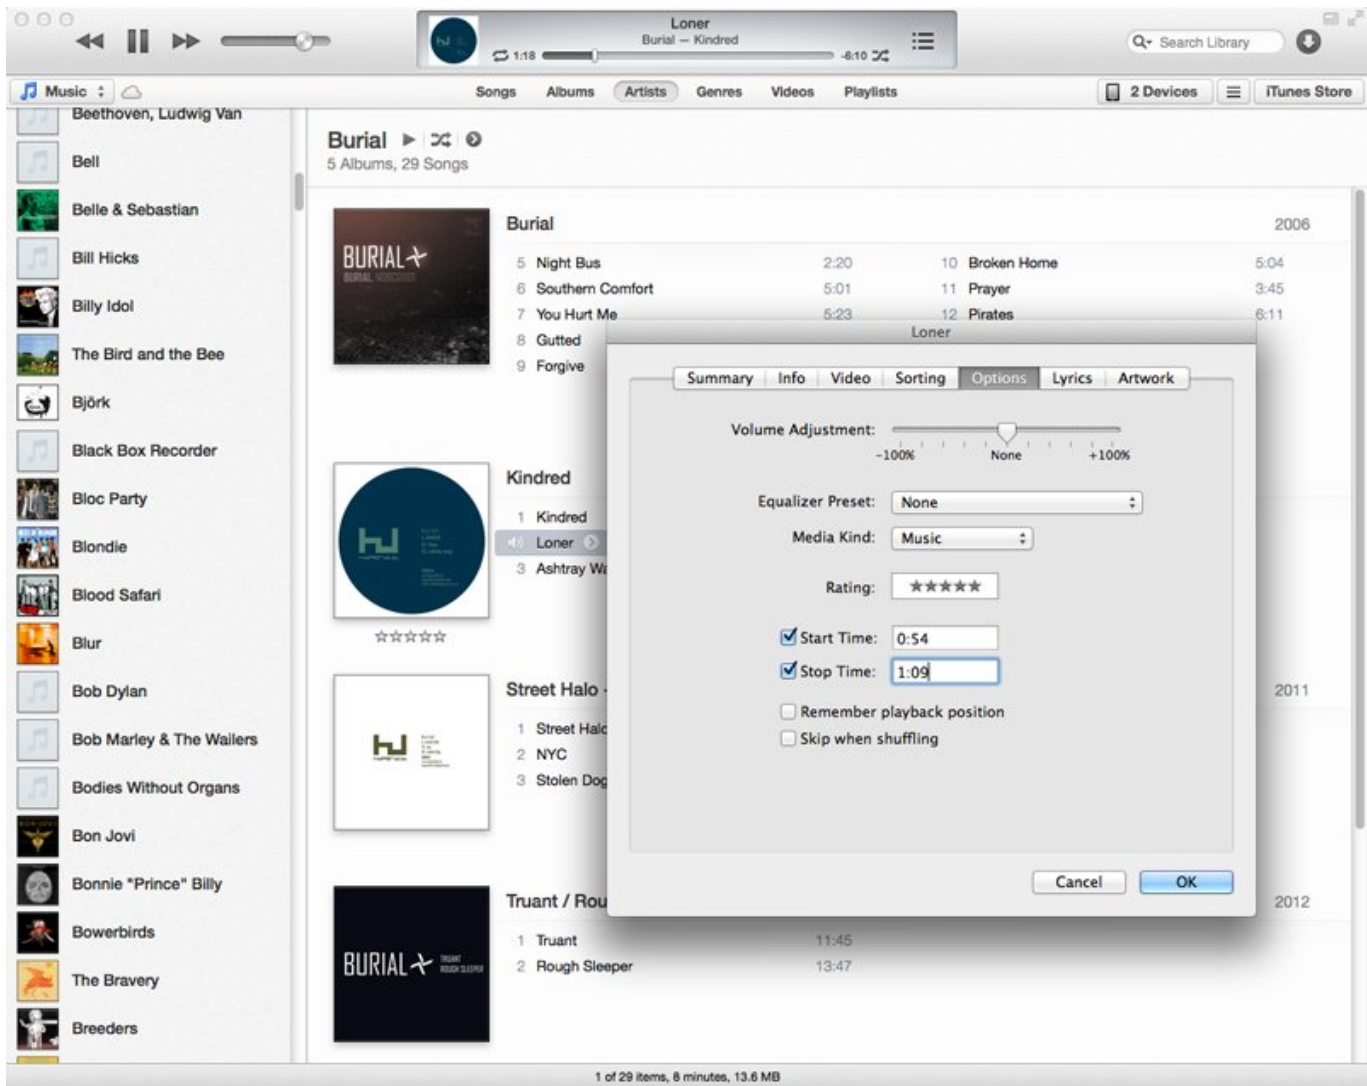 Loner
Burial — Kindred
1:18
-6:10
Search Library
Music
Songs Albums Artists Genres Videos Playlists
2 Devices
iTunes Store
Beethoven, Ludwig Van
Bell
Belle & Sebastian
Bill Hicks
Billy Idol
The Bird and the Bee
Björk
Black Box Recorder
Bloc Party
Blondie
Blood Safari
Blur
Bob Dylan
Bob Marley & The Wailers
Bodies Without Organs
Bon Jovi
Bonnie "Prince" Billy
Bowerbirds
The Bravery
Breeders
Burial
5 Albums, 29 Songs
BURIAL
Burial 2006
5 Night Bus 2:20
6 Southern Comfort 5:01
7 You Hurt Me 5:23
8 Gutted
9 Forgive
10 Broken Home 5:04
11 Prayer 3:45
12 Pirates 6:11
Kindred
1 Kindred
Loner
3 Ashtray Wa
Street Halo - 2011
1 Street Halo
2 NYC
3 Stolen Dog
Truant / Rou 2012
BURIAL TRUANT
ROUGH SLEEPER
1 Truant 11:45
2 Rough Sleeper 13:47
Loner
Summary Info Video Sorting Options Lyrics Artwork
Volume Adjustment:
-100% None +100%
Equalizer Preset: None
Media Kind: Music
Rating: ★★★★★
Start Time: 0:54
Stop Time: 1:09
Remember playback position
Skip when shuffling
Cancel OK
1 of 29 items, 8 minutes, 13.6 MB